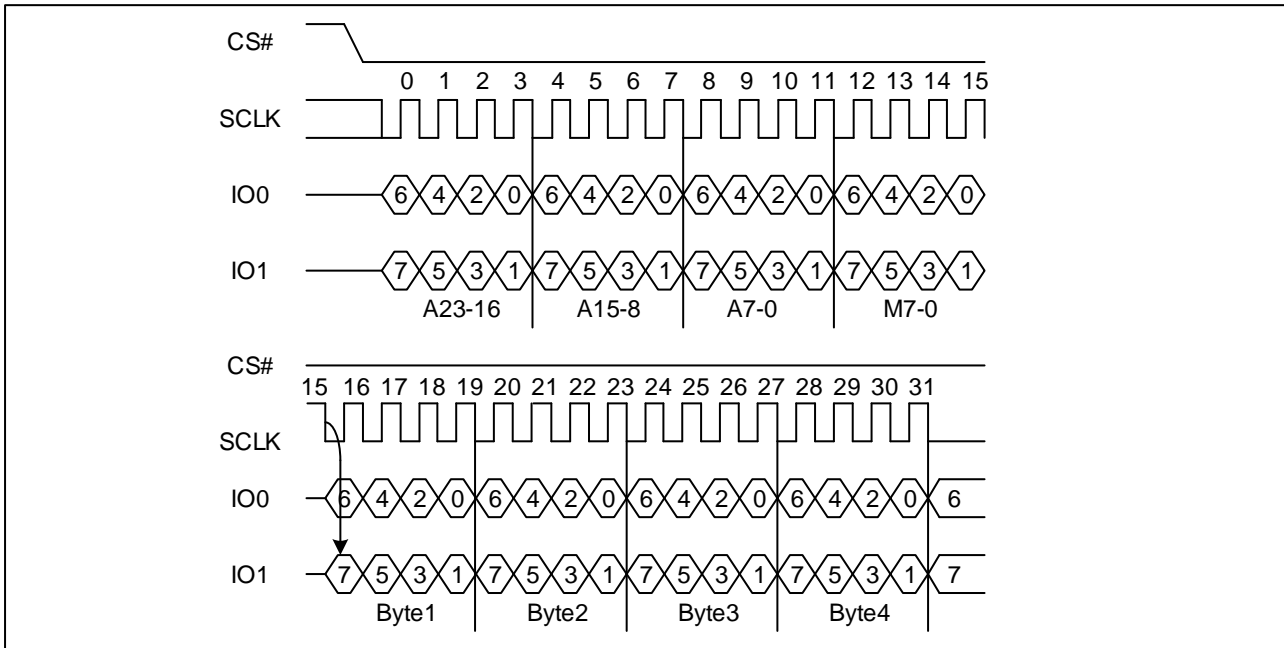 CS#
0 1 2 3 4 5 6 7 8 9 10 11 12 13 14 15
SCLK
IO0 6 4 2 0 6 4 2 0 6 4 2 0 6 4 2 0
IO1 7 5 3 1 7 5 3 1 7 5 3 1 7 5 3 1
A23-16 A15-8 A7-0 M7-0
CS#
15 16 17 18 19 20 21 22 23 24 25 26 27 28 29 30 31
SCLK
IO0 6 4 2 0 6 4 2 0 6 4 2 0 6 4 2 0 6
IO1 7 5 3 1 7 5 3 1 7 5 3 1 7 5 3 1 7
Byte1 Byte2 Byte3 Byte4